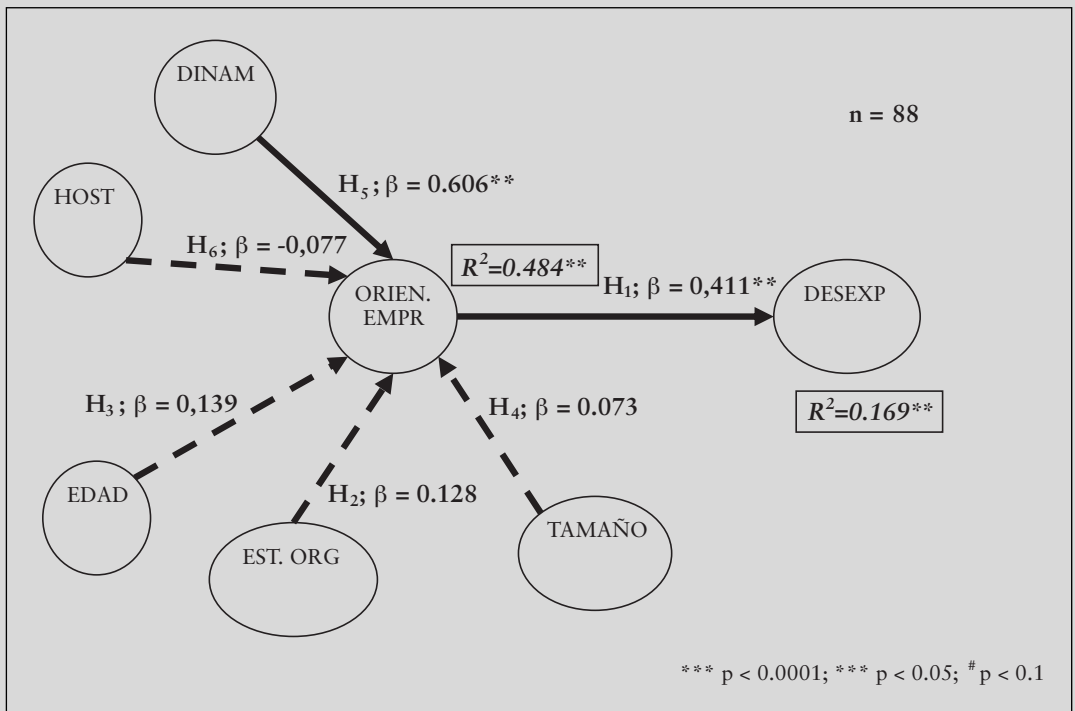 DINAM
n = 88
H₅; β = 0.606**
HOST
H₆; β = -0,077
R²=0.484**
H₁; β = 0,411**
ORIEN.
EMPR
DESEXP
H₃ ; β = 0,139
H₄; β = 0.073
R²=0.169**
EDAD
H₂; β = 0.128
TAMAÑO
EST. ORG
*** p < 0.0001; *** p < 0.05; # p < 0.1